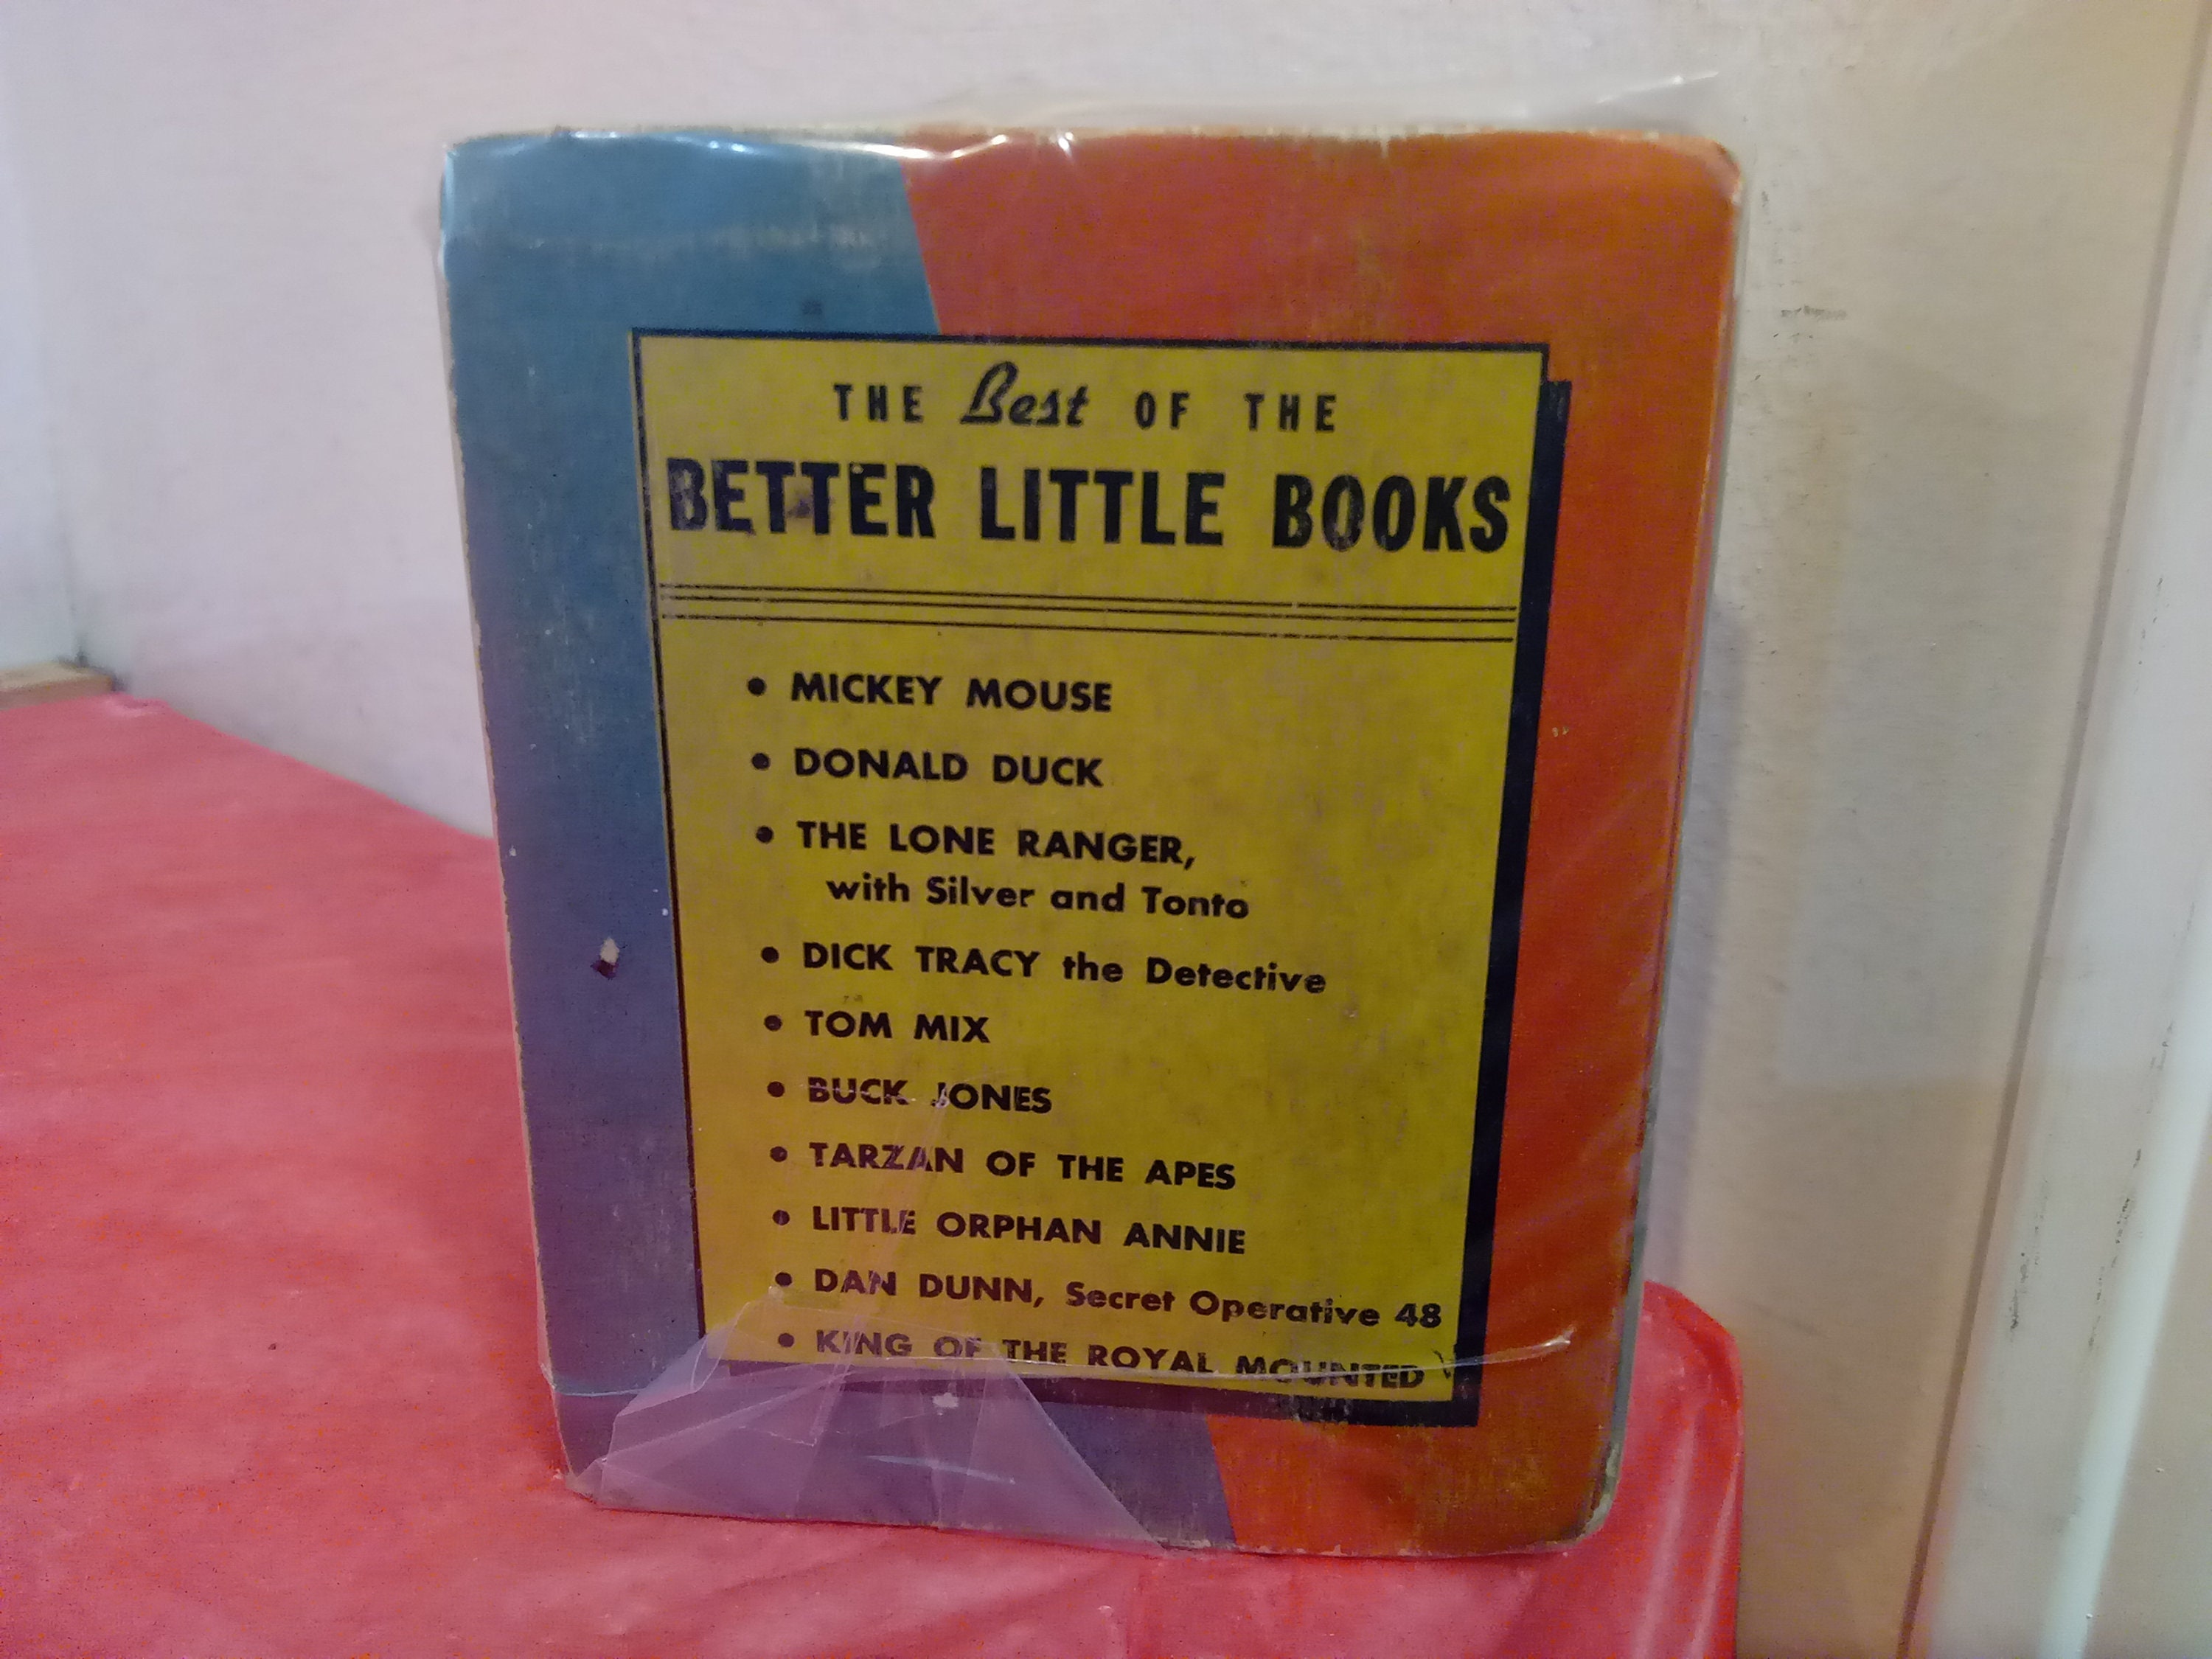 THE Best OF THE
BETTER LITTLE BOOKS
• MICKEY MOUSE
• DONALD DUCK
• THE LONE RANGER,
with Silver and Tonto
• DICK TRACY the Detective
• TOM MIX
• BUCK JONES
• TARZAN OF THE APES
• LITTLE ORPHAN ANNIE
• DAN DUNN, Secret Operative 48
• KING OF THE ROYAL MOUNTED